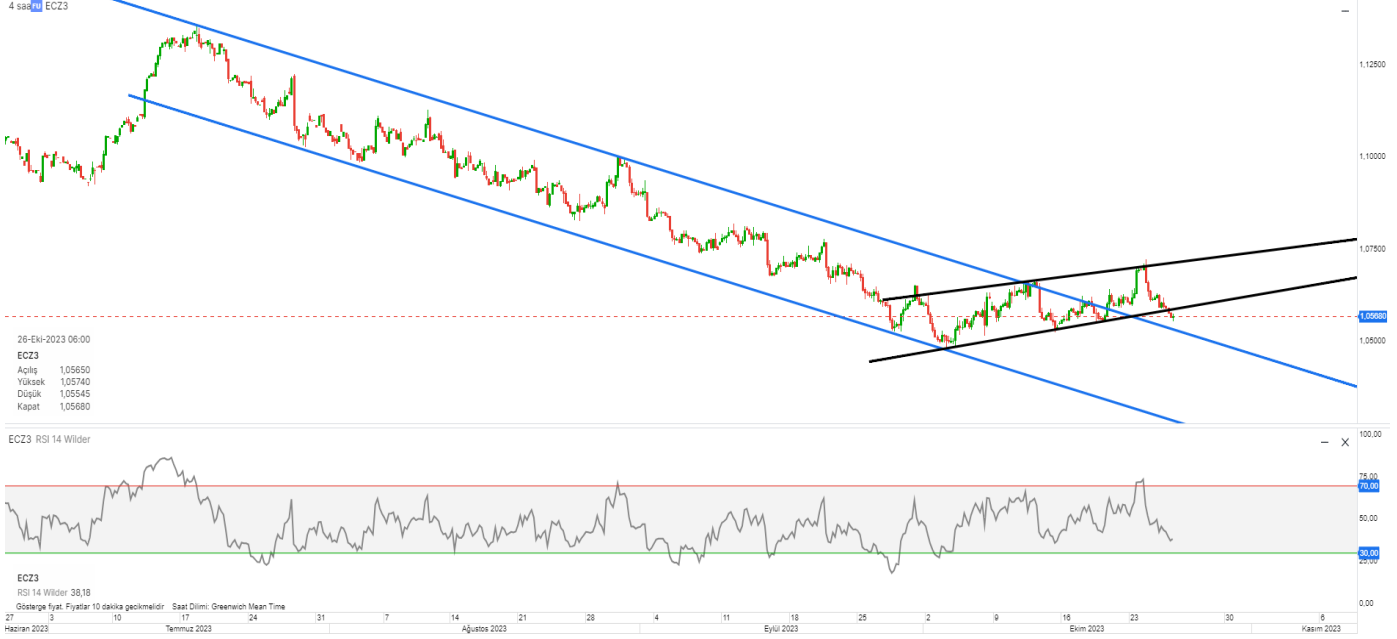 4 saa ru ECZ3
1,12500
1,10000
1,07500
1,05680
1,05000
26-Eki-2023 06:00
ECZ3
Açılış 1,05650
Yüksek 1,05740
Düşük 1,05545
Kapat 1,05680
ECZ3 RSI 14 Wilder
100,00
75,00
70,00
50,00
30,00
25,00
0,00
ECZ3
RSI 14 Wilder 38,18
Gösterge fiyat. Fiyatlar 10 dakika gecikmelidir Saat Dilimi: Greenwich Mean Time
27 3 10 17 24 31 7 14 21 28 4 11 18 25 2 9 16 23 30 6
Haziran 2023 Temmuz 2023 Ağustos 2023 Eylül 2023 Ekim 2023 Kasım 2023